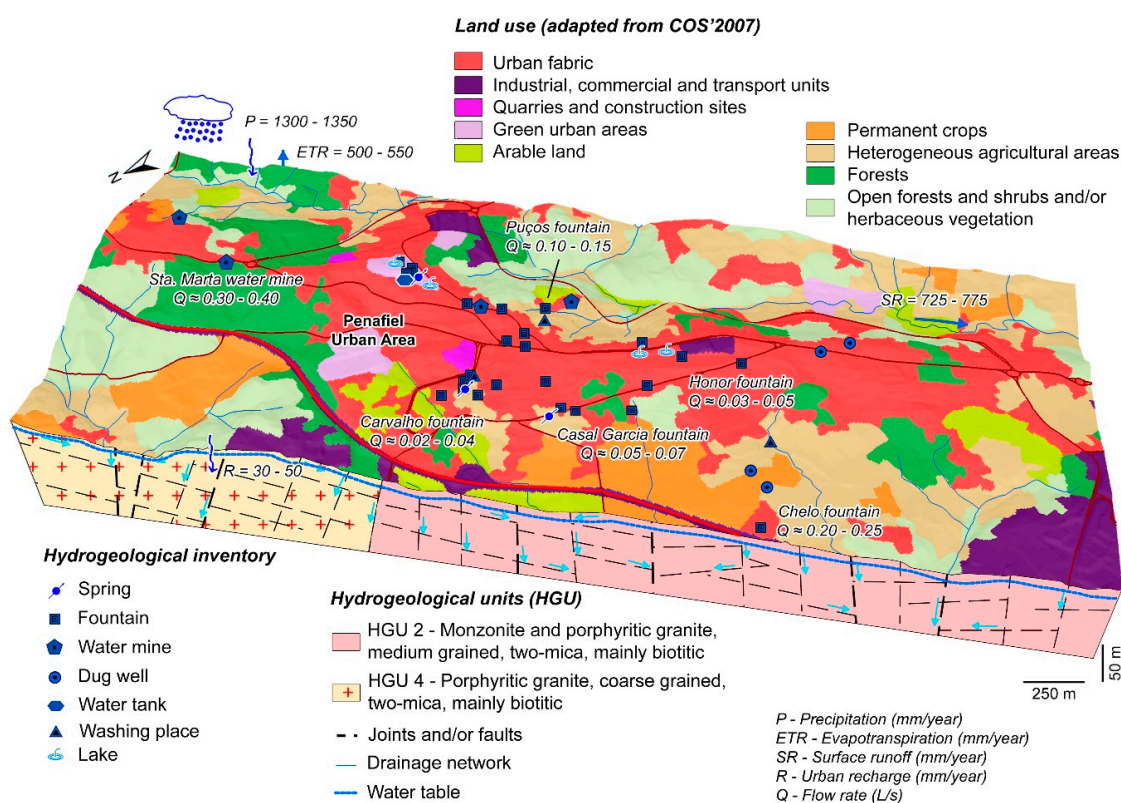 Land use (adapted from COS'2007)
Urban fabric
Industrial, commercial and transport units
Quarries and construction sites
Green urban areas
Arable land
Permanent crops
Heterogeneous agricultural areas
Forests
Open forests and shrubs and/or
herbaceous vegetation
P = 1300 - 1350
ETR = 500 - 550
N
Puços fountain
Q ≈ 0.10 - 0.15
Sta. Marta water mine
Q ≈ 0.30 - 0.40
SR = 725 - 775
Penafiel
Urban Area
Honor fountain
Q ≈ 0.03 - 0.05
Carvalho fountain
Q ≈ 0.02 - 0.04
Casal Garcia fountain
Q ≈ 0.05 - 0.07
R = 30 - 50
Chelo fountain
Q ≈ 0.20 - 0.25
Hydrogeological inventory
Spring
Fountain
Water mine
Dug well
Water tank
Washing place
Lake
Hydrogeological units (HGU)
HGU 2 - Monzonite and porphyritic granite,
medium grained, two-mica, mainly biotitic
HGU 4 - Porphyritic granite, coarse grained,
two-mica, mainly biotitic
Joints and/or faults
Drainage network
Water table
50 m
250 m
P - Precipitation (mm/year)
ETR - Evapotranspiration (mm/year)
SR - Surface runoff (mm/year)
R - Urban recharge (mm/year)
Q - Flow rate (L/s)